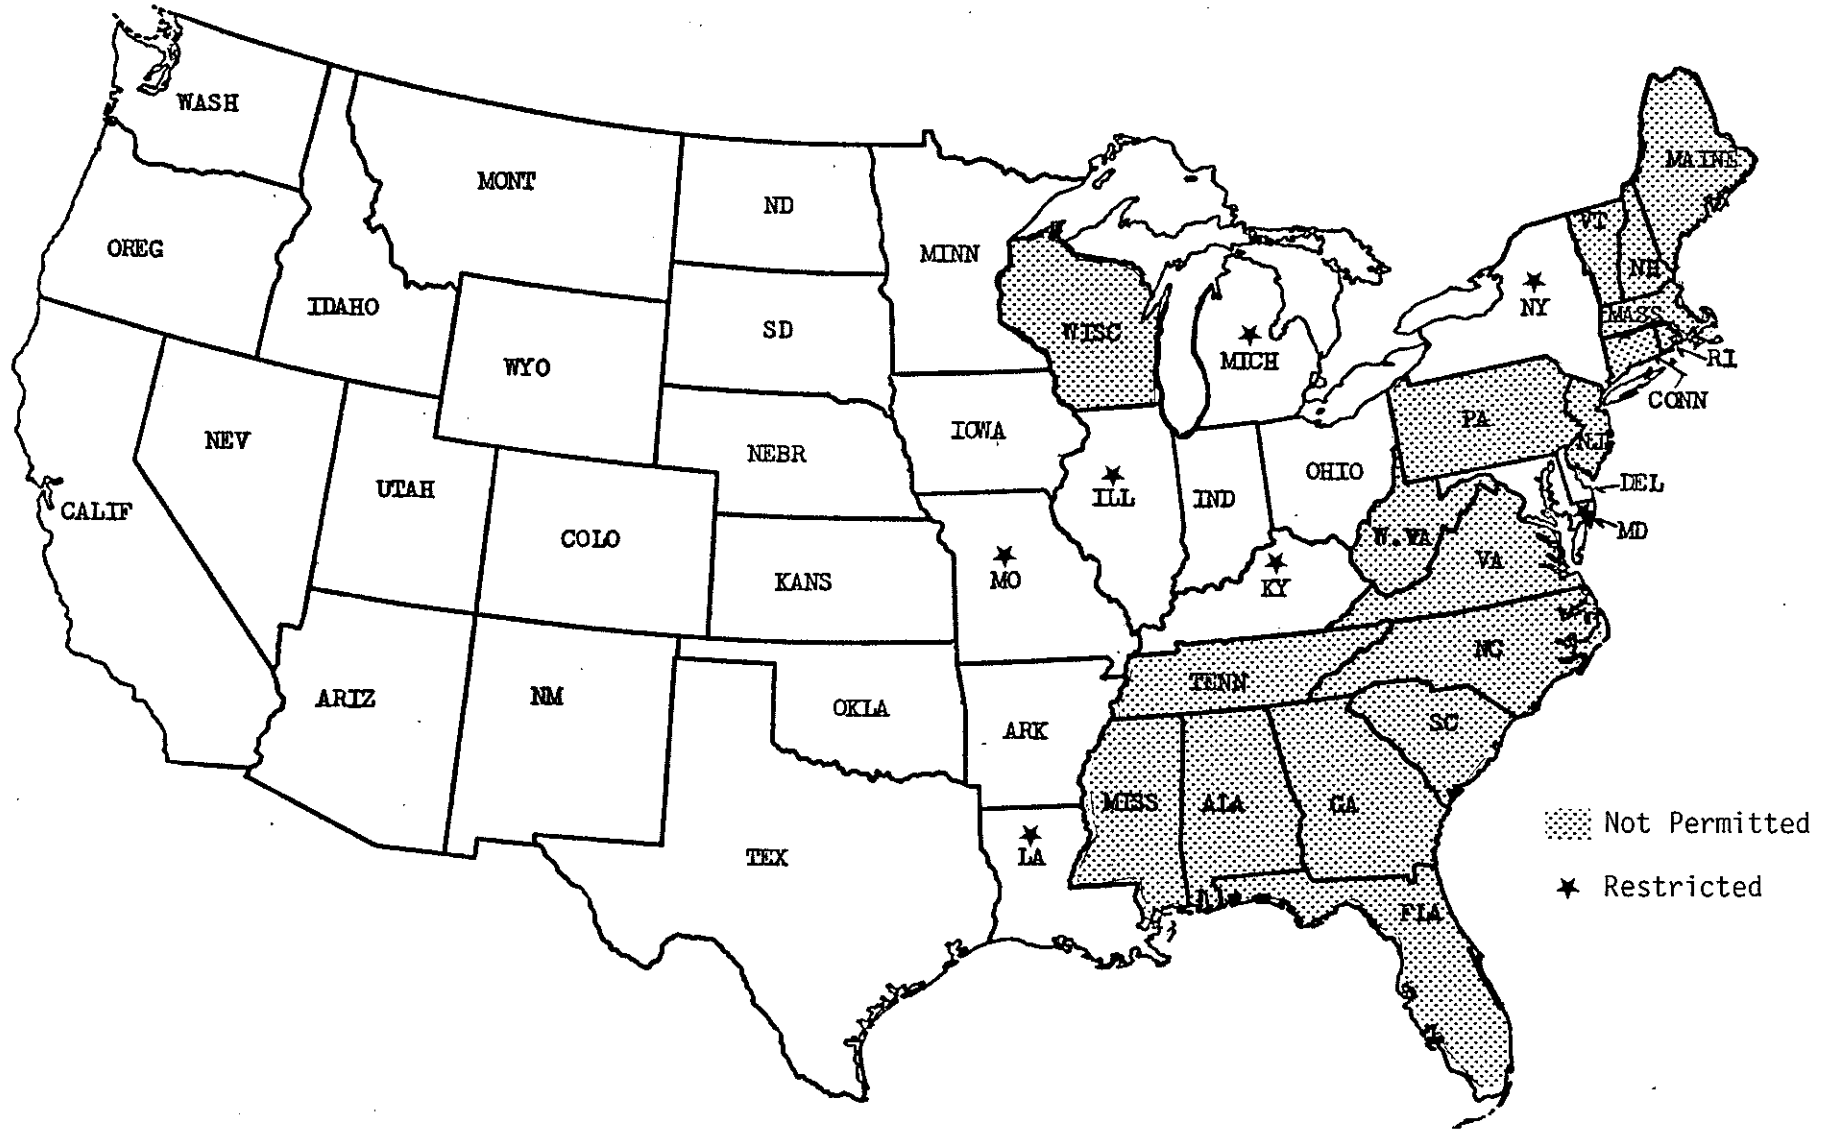 WASH
MONT
ND
MINN
MAINE
OREG
IDAHO
SD
WISC
MICH
NY
VT
NH
MASS
RI
CONN
WYO
NEV
UTAH
NEBR
IOWA
ILL
IND
OHIO
PA
NJ
DEL
MD
CALIF
COLO
KANS
MO
KY
W.VA
VA
ARIZ
NM
OKLA
ARK
TENN
NC
SC
TEX
LA
MISS
ALA
GA
FLA
Not Permitted
Restricted